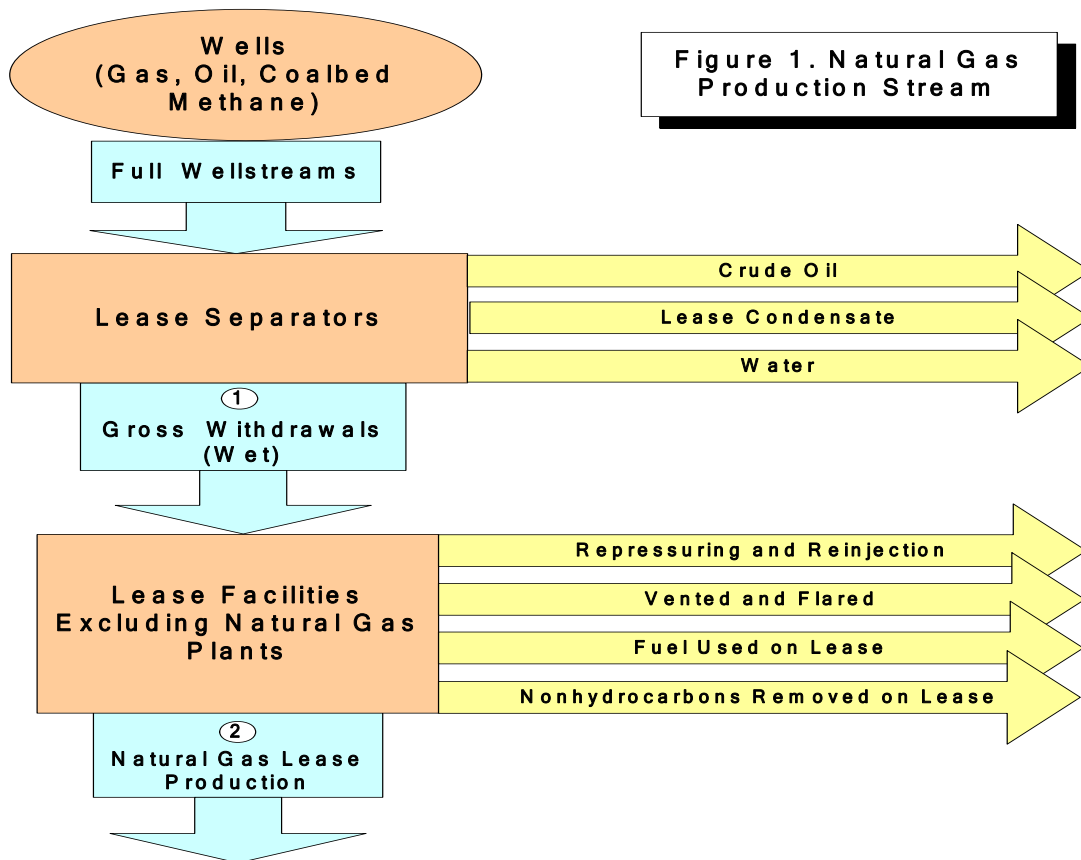 Wells
(Gas, Oil, Coalbed
Methane)
Figure 1. Natural Gas
Production Stream
Full Wellstreams
Lease Separators
Crude Oil
Lease Condensate
Water
1
Gross Withdrawals
(Wet)
Lease Facilities
Excluding Natural Gas
Plants
Repressuring and Reinjection
Vented and Flared
Fuel Used on Lease
Nonhydrocarbons Removed on Lease
2
Natural Gas Lease
Production